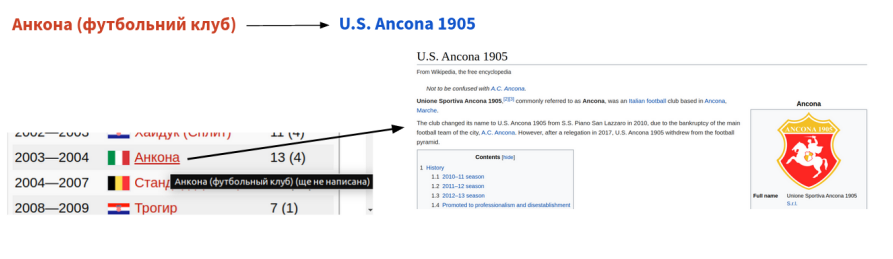 Анкона (футбольний клуб)
U.S. Ancona 1905
U.S. Ancona 1905
From Wikipedia, the free encyclopedia
Not to be confused with A.C. Ancona.
Unione Sportiva Ancona 1905,[2][3] commonly referred to as Ancona, was an Italian football club based in Ancona,
Marche.
The club changed its name to U.S. Ancona 1905 from S.S. Piano San Lazzaro in 2010, due to the bankruptcy of the main
football team of the city, A.C. Ancona. However, after a relegation in 2017, U.S. Ancona 1905 withdrew from the football
pyramid.
Contents [hide]
1 History
1.1 2010–11 season
1.2 2011–12 season
1.3 2012–13 season
1.4 Promoted to professionalism and disestablishment
Ancona
ANCONA 1905
Full name Unione Sportiva Ancona 1905
S.r.l.
2002—2003 Хайдук (Спліт) 11 (4)
2003—2004 Анкона 13 (4)
2004—2007 Станд
Анкона (футбольный клуб) (ще не написана)
2008—2009 Трогир 7 (1)